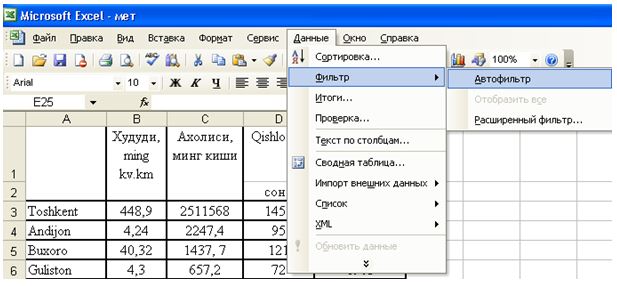 Microsoft Excel - мет
Файл Правка Вид Вставка Формат Сервис Данные Окно Справка
100%
Arial 10 Ж К Ч
E25 fx
A B C D
1 Худуди, ming kv.km Ахолиси, минг киши Qishlo
2 сон
3 Toshkent 448,9 2511568 145
4 Andijon 4,24 2247,4 95
5 Buxoro 40,32 1437, 7 121
6 Guliston 4,3 657,2 72
Сортировка...
Фильтр
Итоги...
Проверка...
Текст по столбцам...
Сводная таблица...
Импорт внешних данных
Список
XML
Обновить данные
Автофильтр
Отобразить все
Расширенный фильтр...